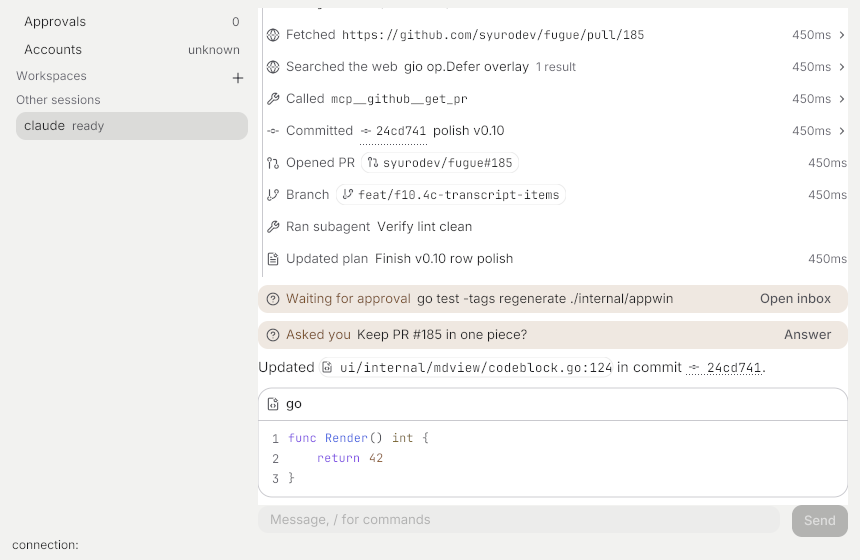 Approvals 0
Accounts unknown
Workspaces +
Other sessions
claude ready
Fetched https://github.com/syurodev/fugue/pull/185 450ms
Searched the web gio op.Defer overlay 1 result 450ms
Called mcp__github__get_pr 450ms
Committed 24cd741 polish v0.10 450ms
Opened PR syurodev/fugue#185 450ms
Branch feat/f10.4c-transcript-items 450ms
Ran subagent Verify lint clean
Updated plan Finish v0.10 row polish 450ms
Waiting for approval go test -tags regenerate ./internal/appwin Open inbox
Asked you Keep PR #185 in one piece? Answer
Updated ui/internal/mdview/codeblock.go:124 in commit 24cd741.
go
1 func Render() int {
2     return 42
3 }
Message, / for commands Send
connection: